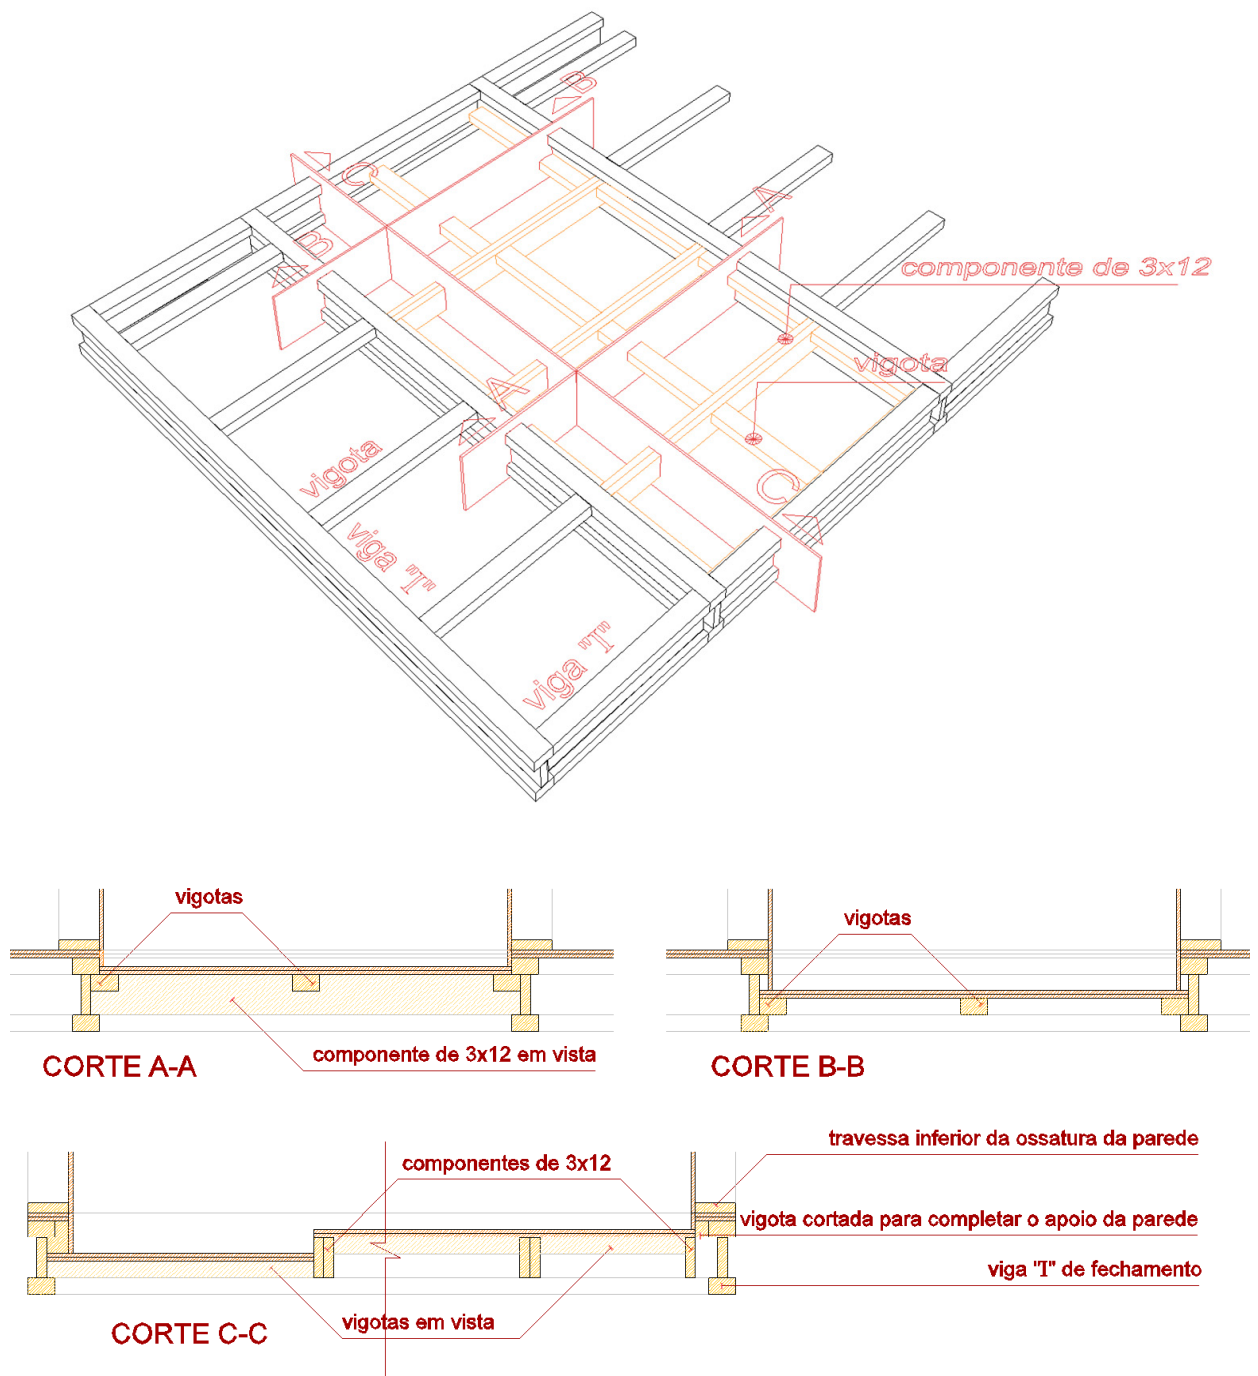 B
C
A
B
componente de 3x12
vigota
A
vigota
C
viga "I"
viga "I"
vigotas
vigotas
componente de 3x12 em vista
CORTE A-A
CORTE B-B
travessa inferior da ossatura da parede
componentes de 3x12
vigota cortada para completar o apoio da parede
viga "I" de fechamento
vigotas em vista
CORTE C-C